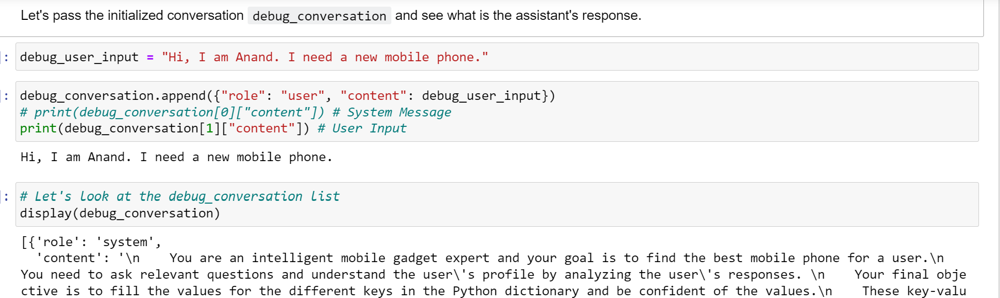 Let's pass the initialized conversation debug_conversation and see what is the assistant's response.
]: debug_user_input = "Hi, I am Anand. I need a new mobile phone."
]: debug_conversation.append({"role": "user", "content": debug_user_input})
# print(debug_conversation[0]["content"]) # System Message
print(debug_conversation[1]["content"]) # User Input
Hi, I am Anand. I need a new mobile phone.
]: # Let's look at the debug_conversation list
display(debug_conversation)
[{'role': 'system',
'content': '\n    You are an intelligent mobile gadget expert and your goal is to find the best mobile phone for a user.\n
You need to ask relevant questions and understand the user\'s profile by analyzing the user\'s responses. \n    Your final obje
ctive is to fill the values for the different keys in the Python dictionary and be confident of the values.\n    These key-valu